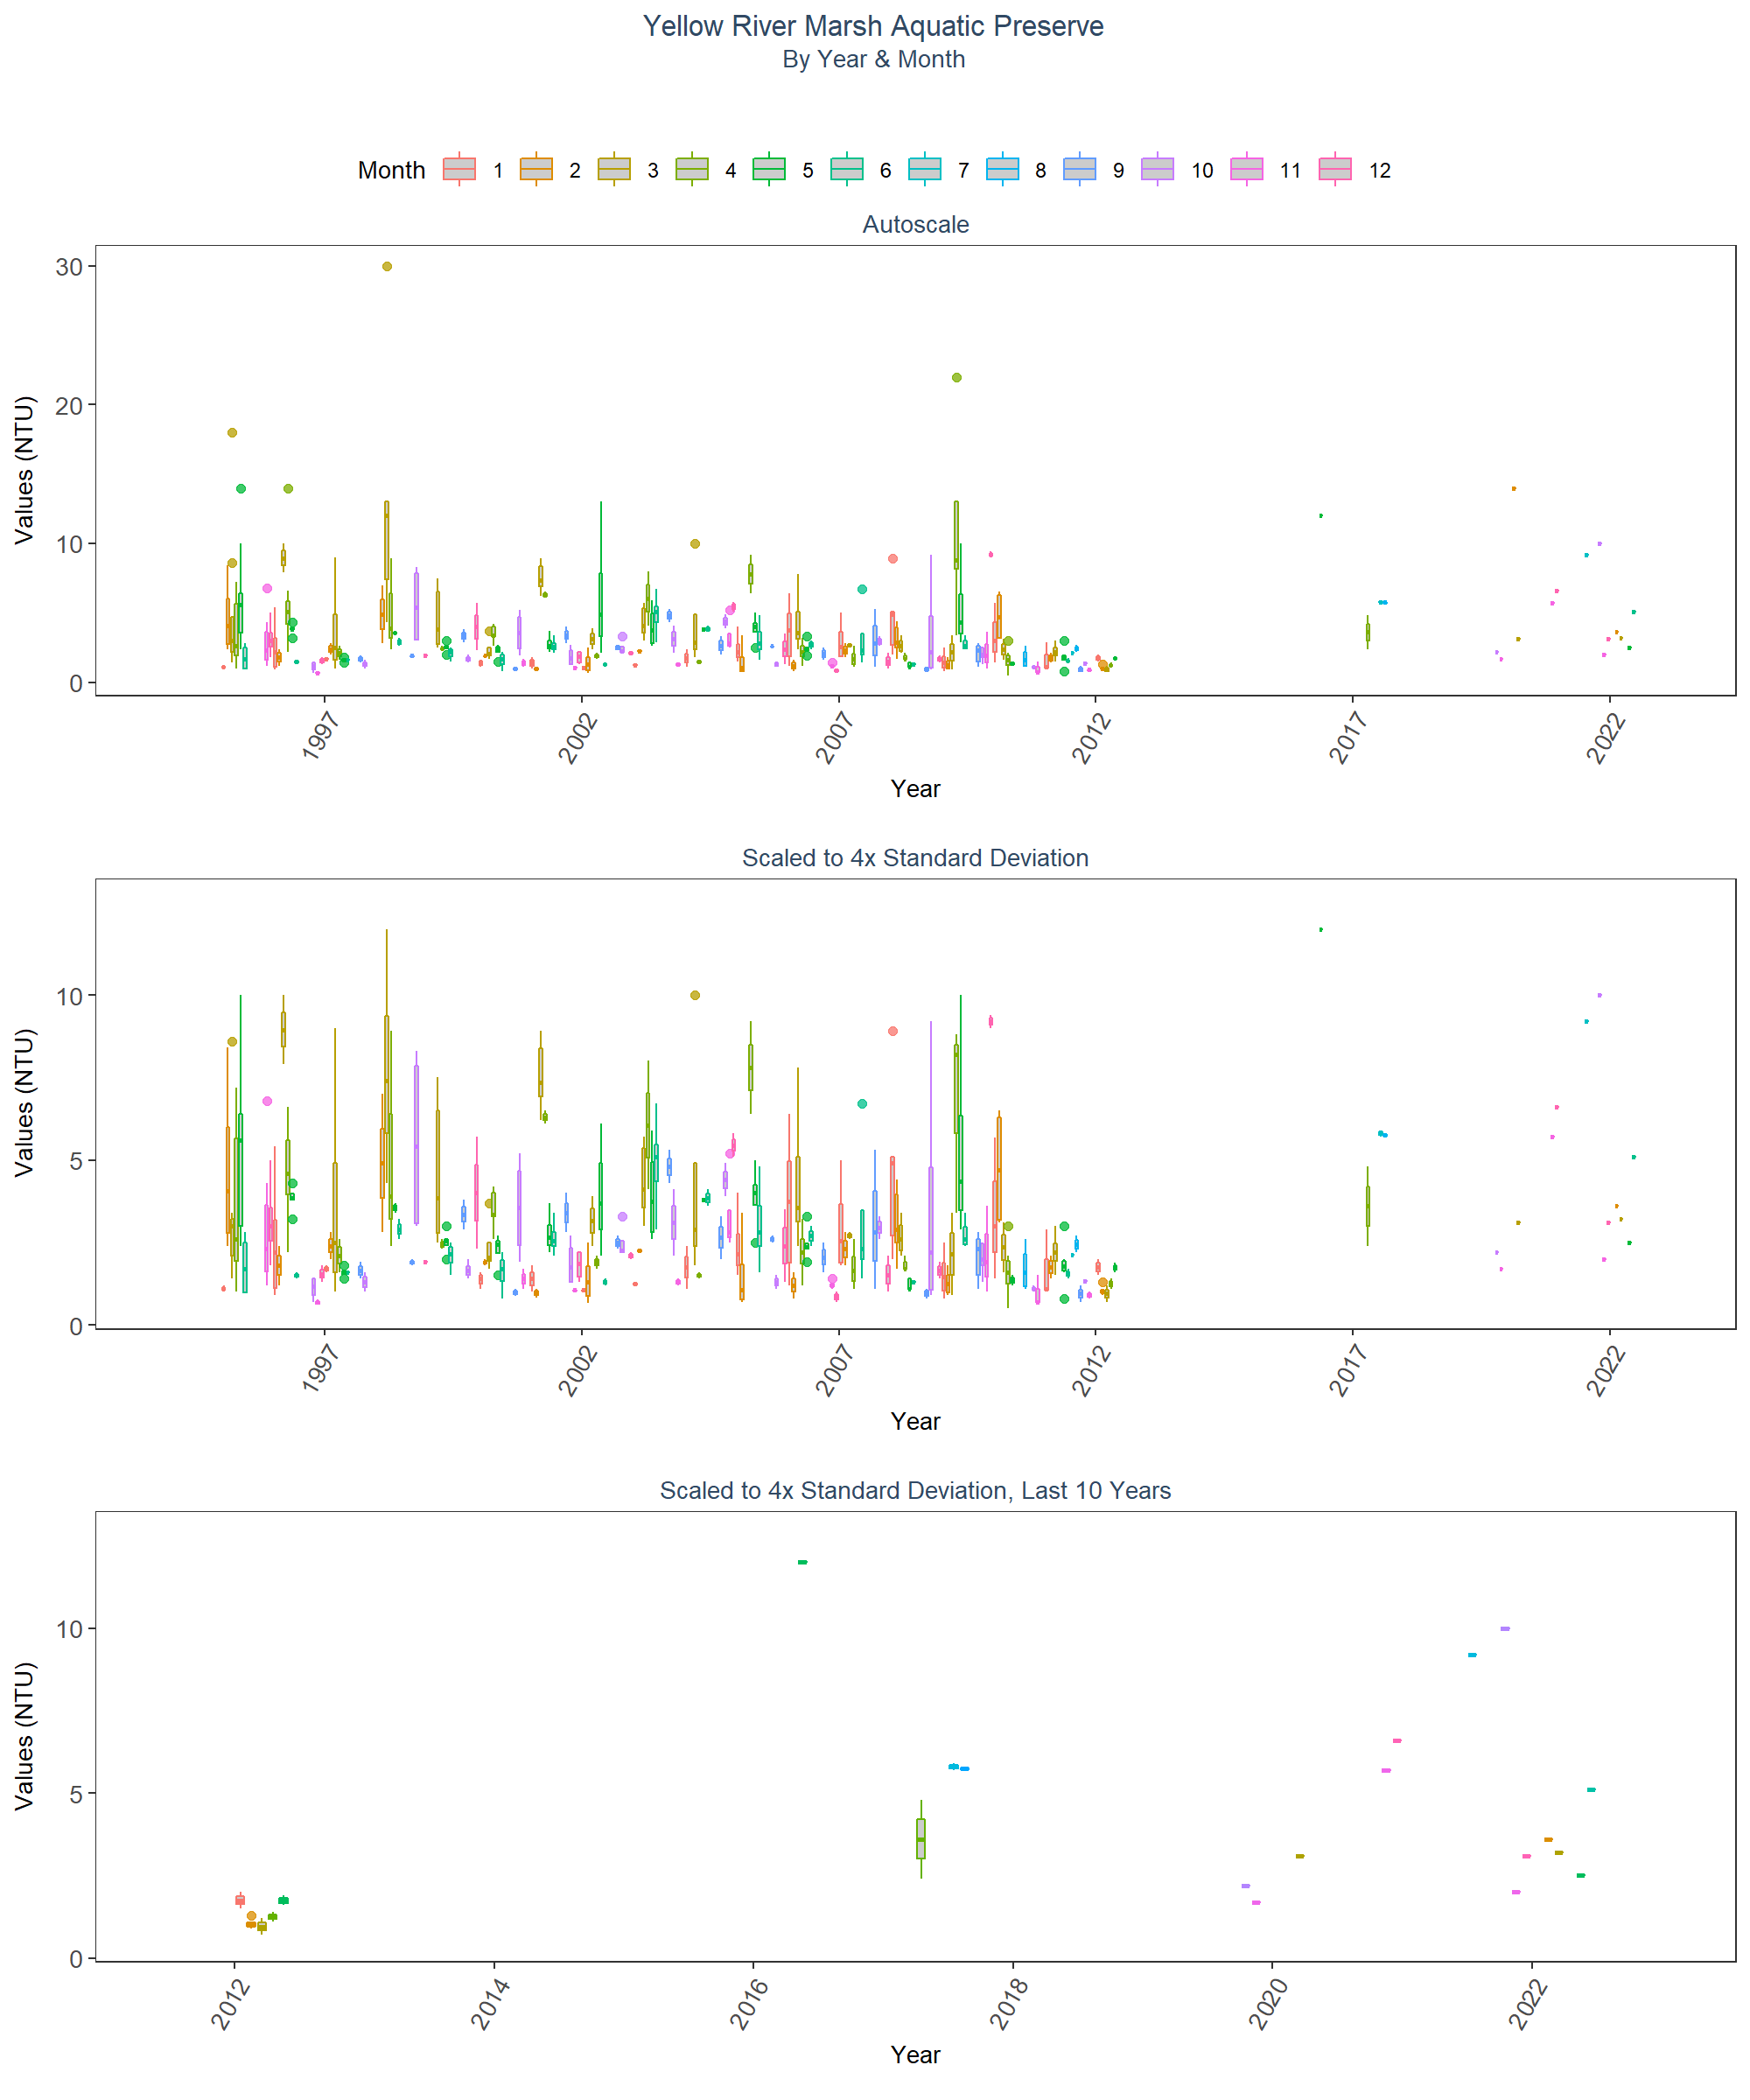 Yellow River Marsh Aquatic Preserve
By Year & Month
Month 1 2 3 4 5 6 7 8 9 10 11 12
Autoscale
Values (NTU)
30
20
10
0
1997 2002 2007 2012 2017 2022
Year
Scaled to 4x Standard Deviation
Values (NTU)
10
5
0
1997 2002 2007 2012 2017 2022
Year
Scaled to 4x Standard Deviation, Last 10 Years
Values (NTU)
10
5
0
2012 2014 2016 2018 2020 2022
Year